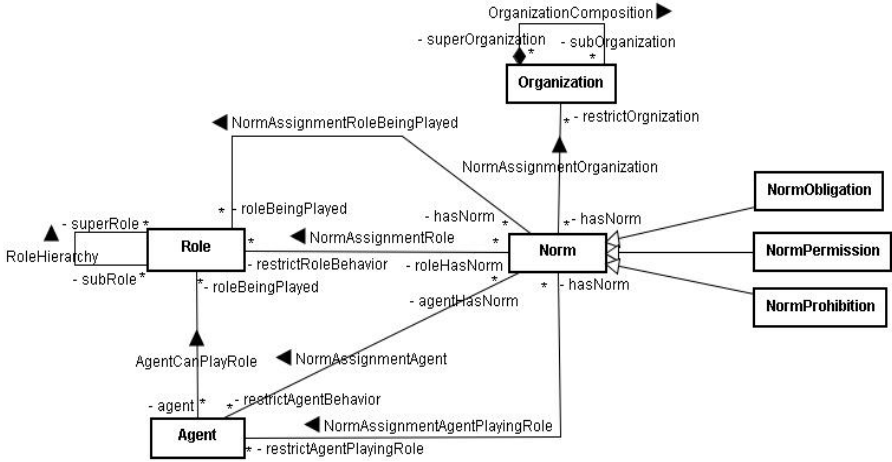 OrganizationComposition
- superOrganization
- subOrganization
*
*
Organization
* - restrictOrgnization
NormAssignmentRoleBeingPlayed
NormAssignmentOrganization
NormObligation
* - roleBeingPlayed
- hasNorm *
* - hasNorm
- superRole *
Role
*
NormAssignmentRole
*
Norm
NormPermission
RoleHierarchy
- restrictRoleBehavior
- roleHasNorm
- subRole *
* - roleBeingPlayed
*
* - hasNorm
- agentHasNorm
NormProhibition
AgentCanPlayRole
NormAssignmentAgent
- agent *
* - restrictAgentBehavior
NormAssignmentAgentPlayingRole
Agent
* - restrictAgentPlayingRole